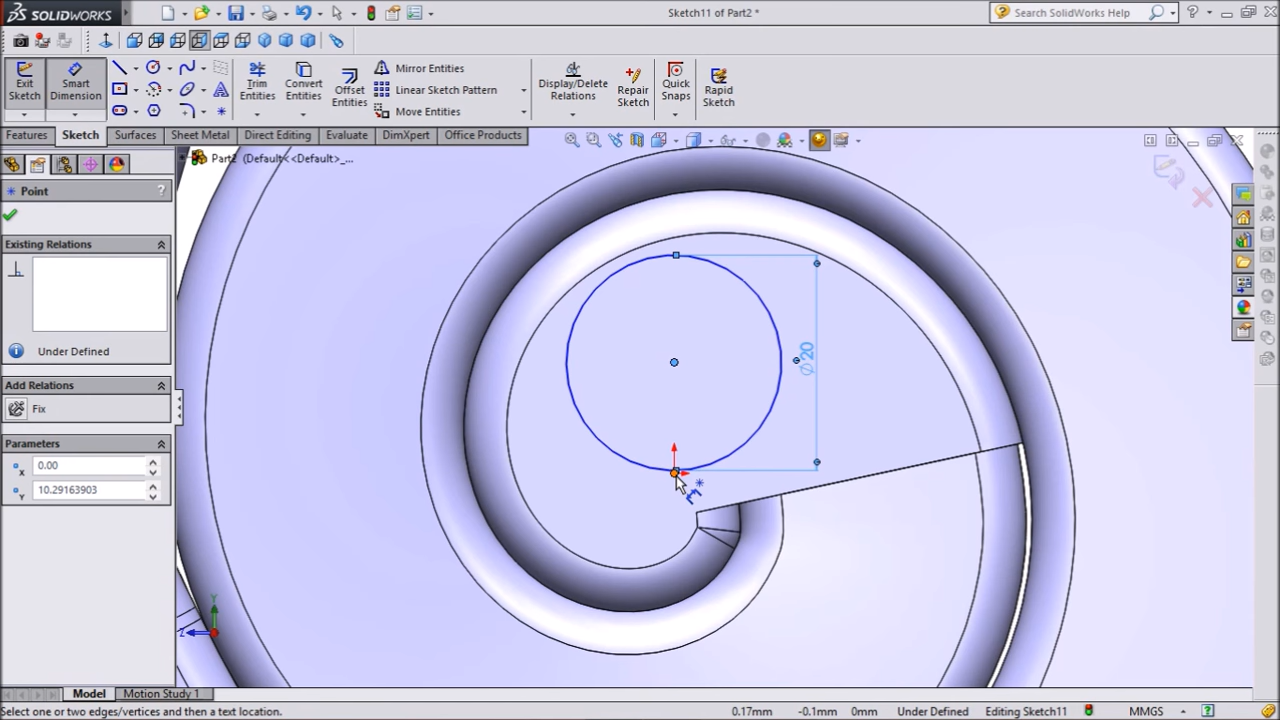 SOLIDWORKS
Sketch11 of Part2 *
Search SolidWorks Help
Exit Sketch
Smart Dimension
Trim Entities
Convert Entities
Offset Entities
Mirror Entities
Linear Sketch Pattern
Move Entities
Display/Delete Relations
Repair Sketch
Quick Snaps
Rapid Sketch
Features
Sketch
Surfaces
Sheet Metal
Direct Editing
Evaluate
DimXpert
Office Products
Part2 (Default<<Default>_...
Point
?
Existing Relations
Under Defined
Add Relations
Fix
Parameters
x
0.00
Y
10.29163903
∅20
Y
Z
Model
Motion Study 1
Select one or two edges/vertices and then a text location.
0.17mm
-0.1mm
0mm
Under Defined
Editing Sketch11
MMGS